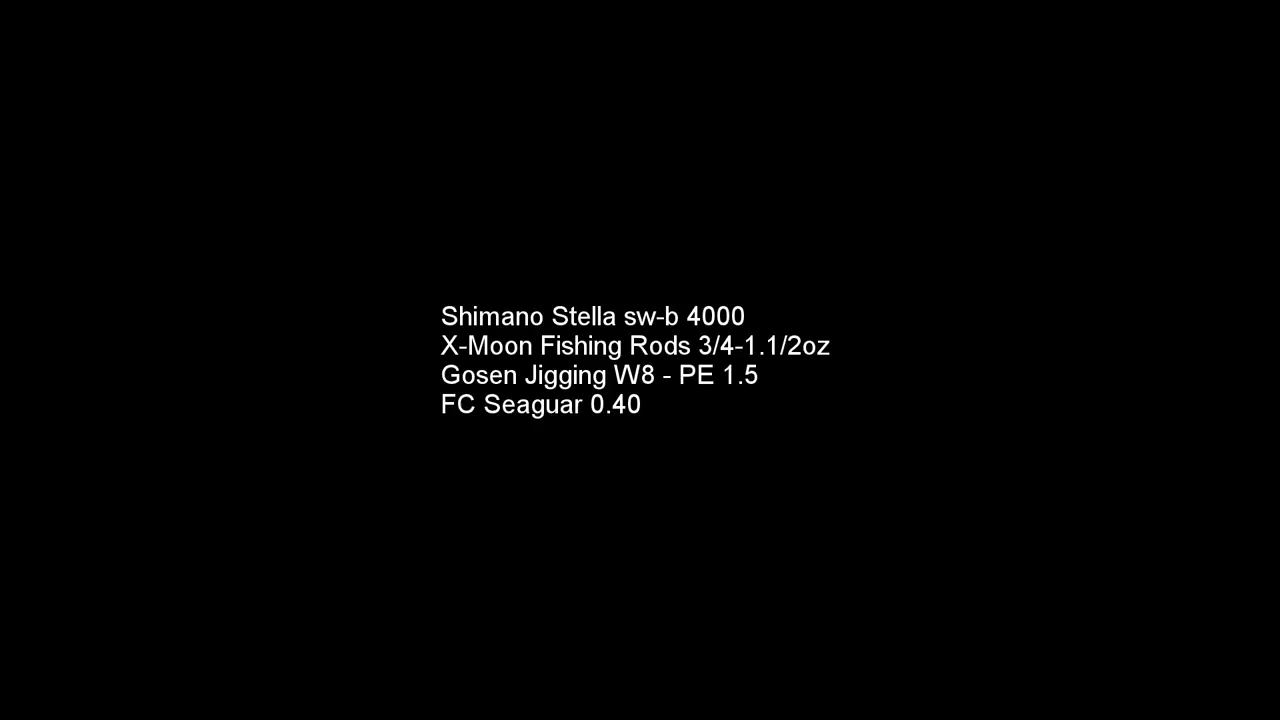 Shimano Stella sw-b 4000
X-Moon Fishing Rods 3/4-1.1/2oz
Gosen Jigging W8 - PE 1.5
FC Seaguar 0.40